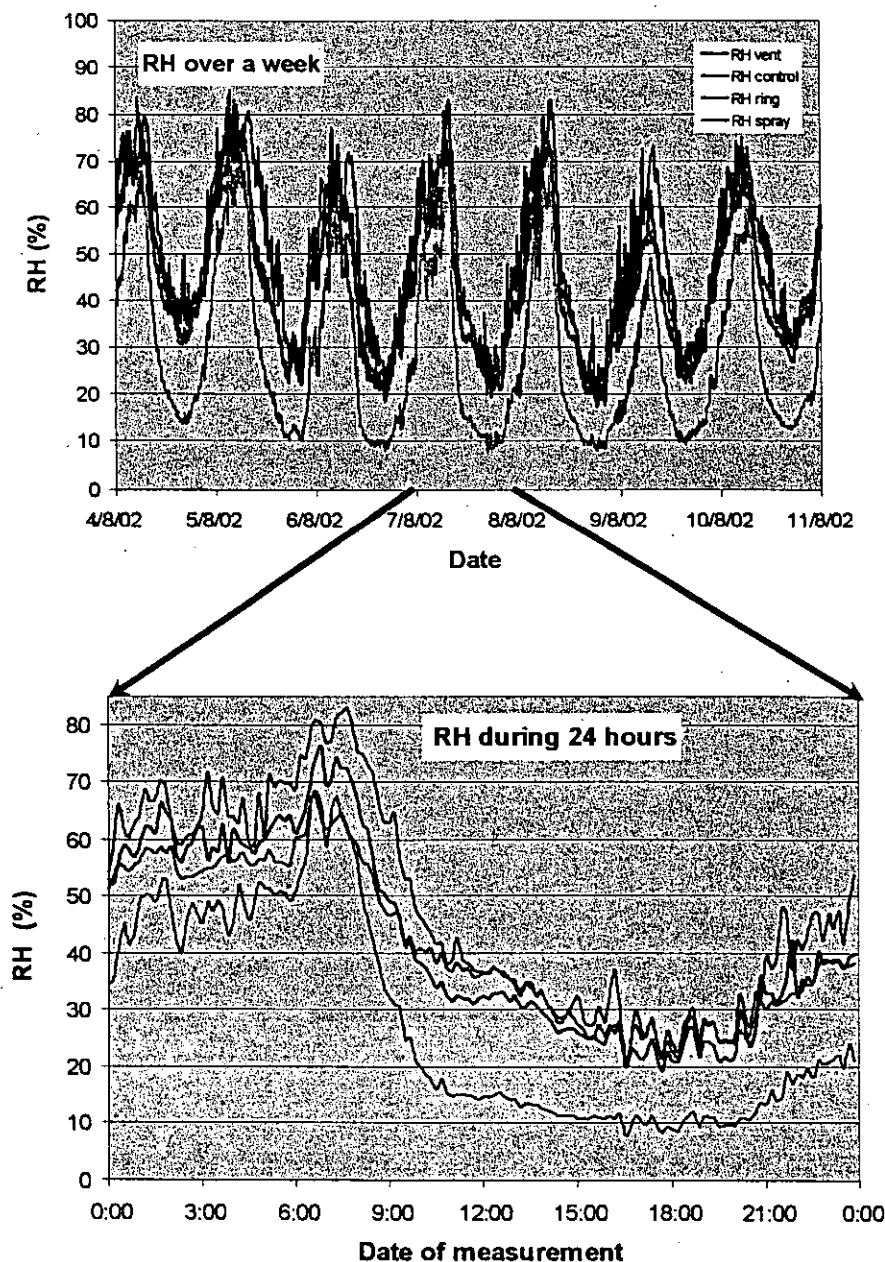 RH over a week
RH vent
RH control
RH ring
RH spray
100
90
80
70
60
50
40
30
20
10
0
RH (%)
4/8/02 5/8/02 6/8/02 7/8/02 8/8/02 9/8/02 10/8/02 11/8/02
Date
RH during 24 hours
80
70
60
50
40
30
20
10
0
RH (%)
0:00 3:00 6:00 9:00 12:00 15:00 18:00 21:00 0:00
Date of measurement